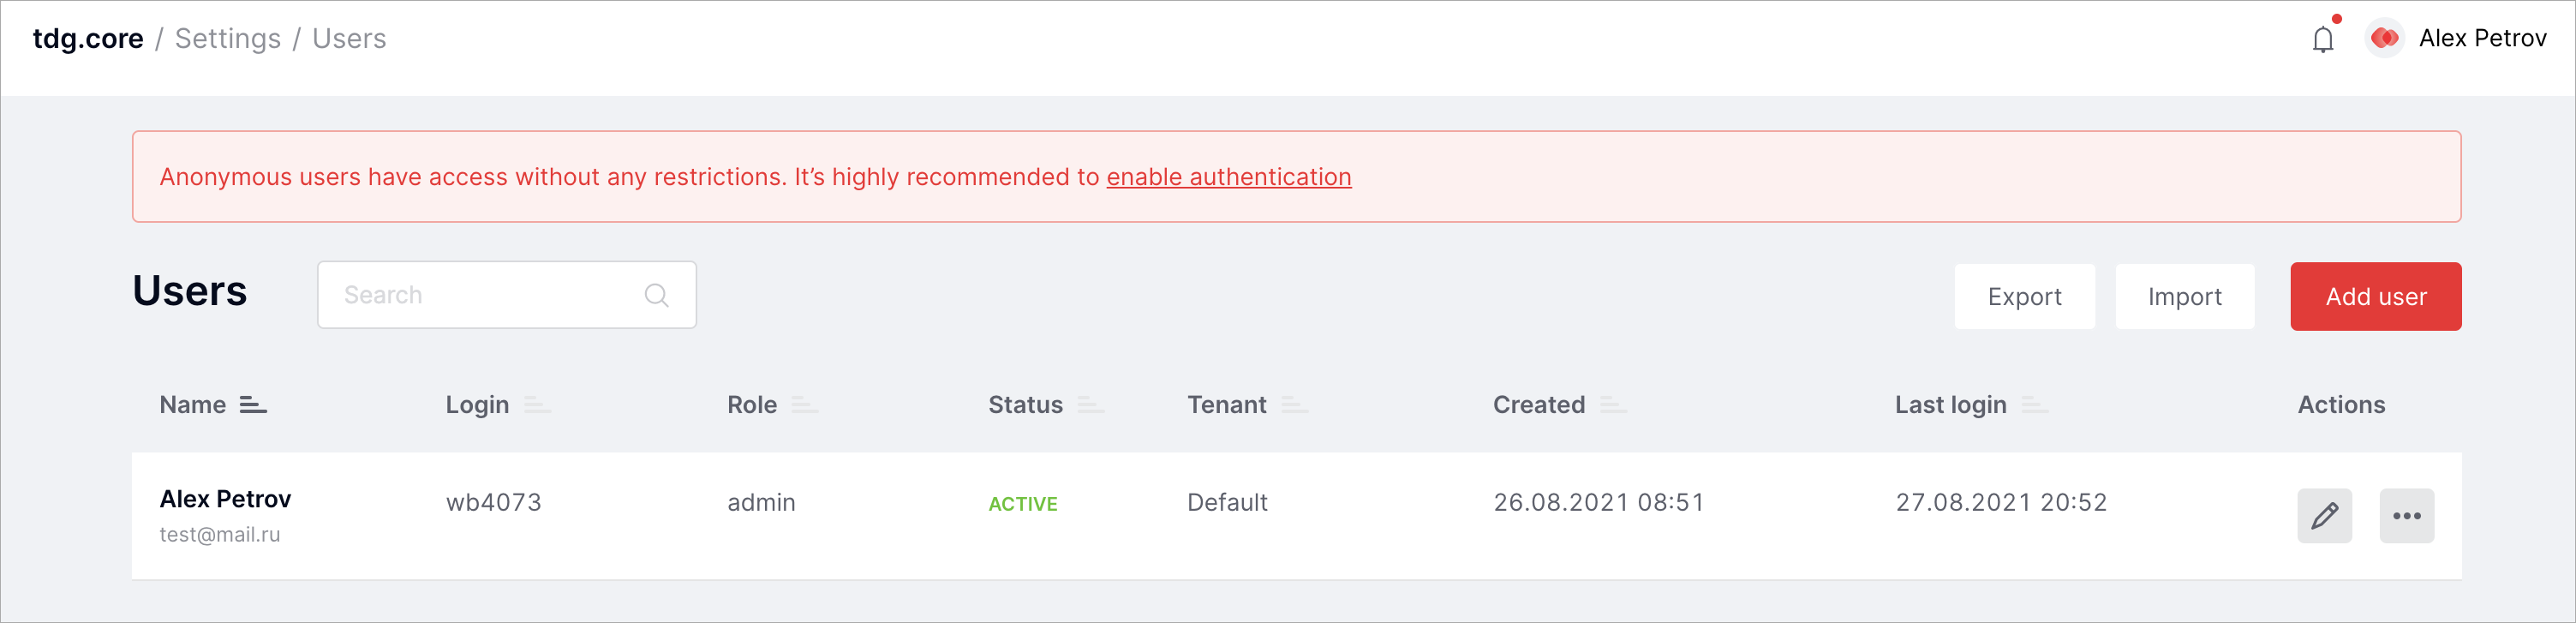 tdg.core / Settings / Users
Alex Petrov
Anonymous users have access without any restrictions. It’s highly recommended to enable authentication
Users
Search
Export
Import
Add user
Name
Login
Role
Status
Tenant
Created
Last login
Actions
Alex Petrov
wb4073
admin
ACTIVE
Default
26.08.2021 08:51
27.08.2021 20:52
test@mail.ru